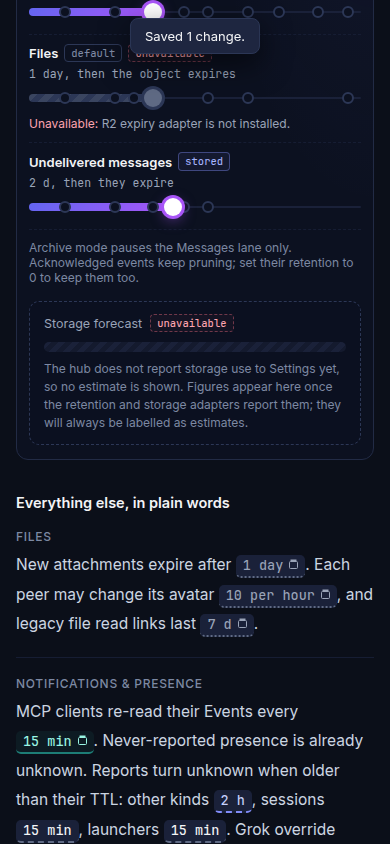 Saved 1 change.
Files default
1 day, then the object expires
Unavailable: R2 expiry adapter is not installed.
Undelivered messages stored
2 d, then they expire
Archive mode pauses the Messages lane only.
Acknowledged events keep pruning; set their retention to
0 to keep them too.
Storage forecast unavailable
The hub does not report storage use to Settings yet,
so no estimate is shown. Figures appear here once
the retention and storage adapters report them; they
will always be labelled as estimates.
Everything else, in plain words
FILES
New attachments expire after 1 day. Each
peer may change its avatar 10 per hour, and
legacy file read links last 7 d.
NOTIFICATIONS & PRESENCE
MCP clients re-read their Events every
15 min. Never-reported presence is already
unknown. Reports turn unknown when older
than their TTL: other kinds 2 h, sessions
15 min, launchers 15 min. Grok override